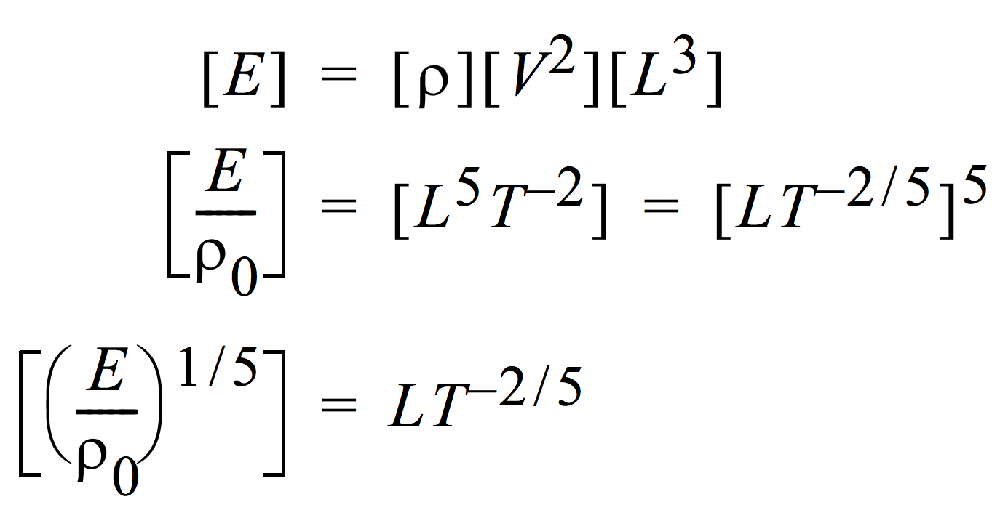 [E] = [ρ][V²][L³]
[E/ρ₀] = [L⁵T⁻²] = [LT^(–2/5)]⁵
[(E/ρ₀)^(1/5)] = LT^(–2/5)